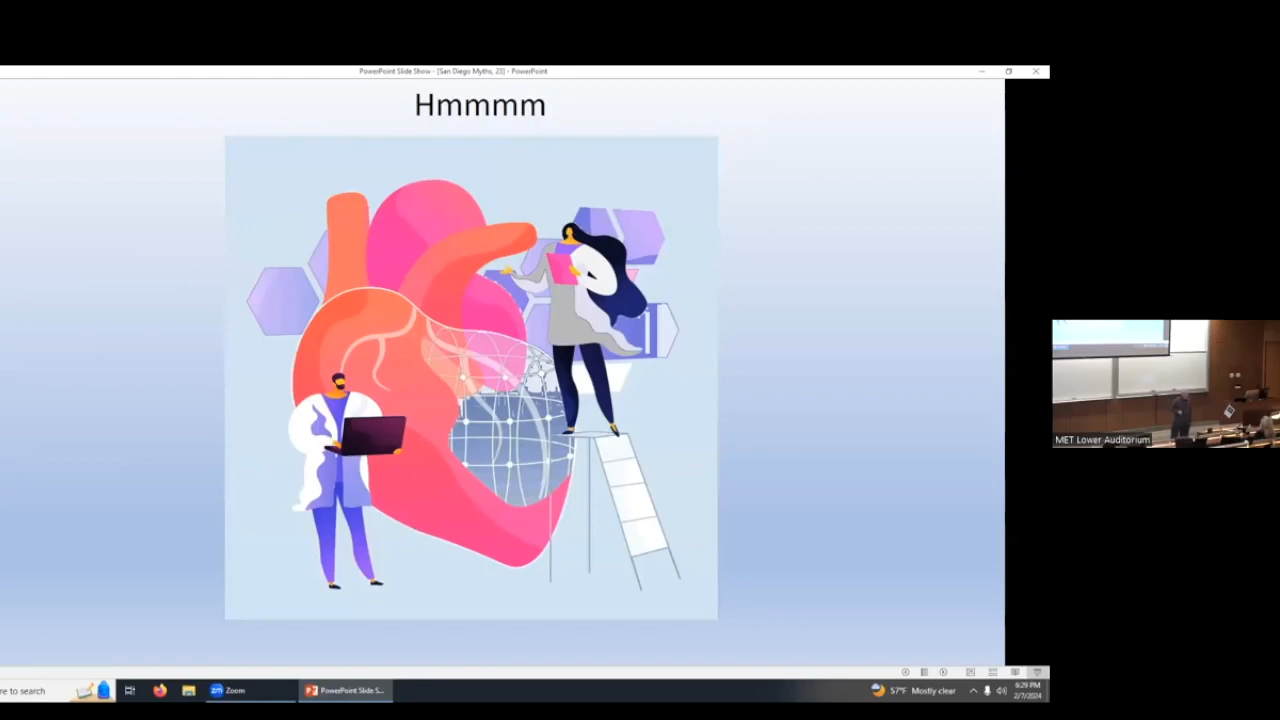 PowerPoint Slide Show - [San Diego Myths, 23] - PowerPoint
Hmmmm
MET Lower Auditorium
re to search
zm
Zoom
PowerPoint Slide S...
57°F Mostly clear
6:29 PM
2/7/2024